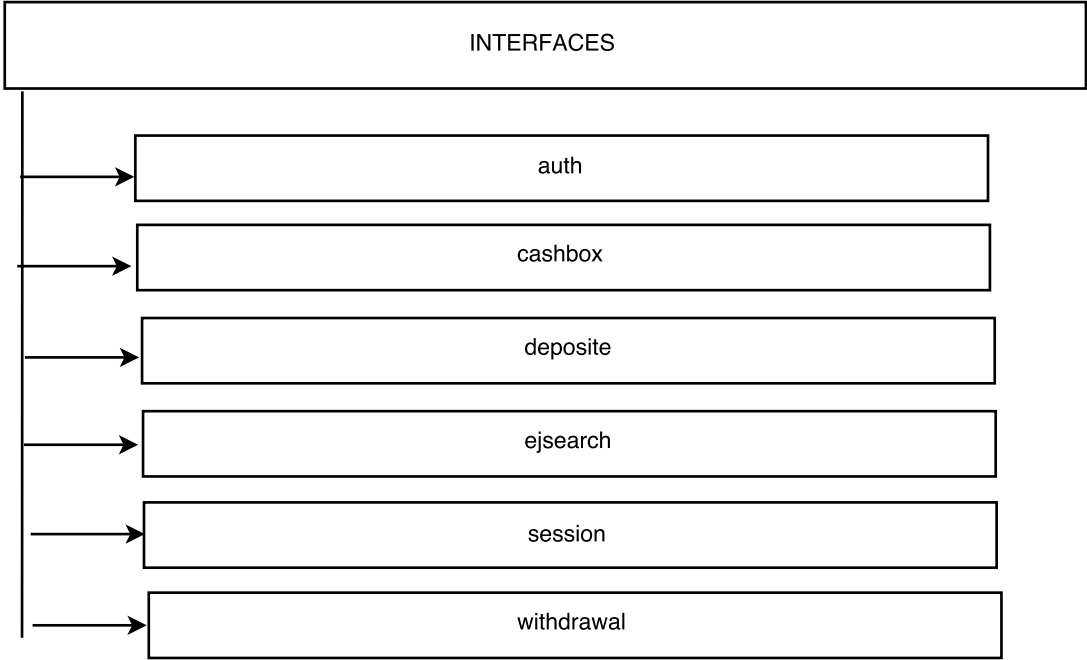 INTERFACES
auth
cashbox
deposite
ejsearch
session
withdrawal